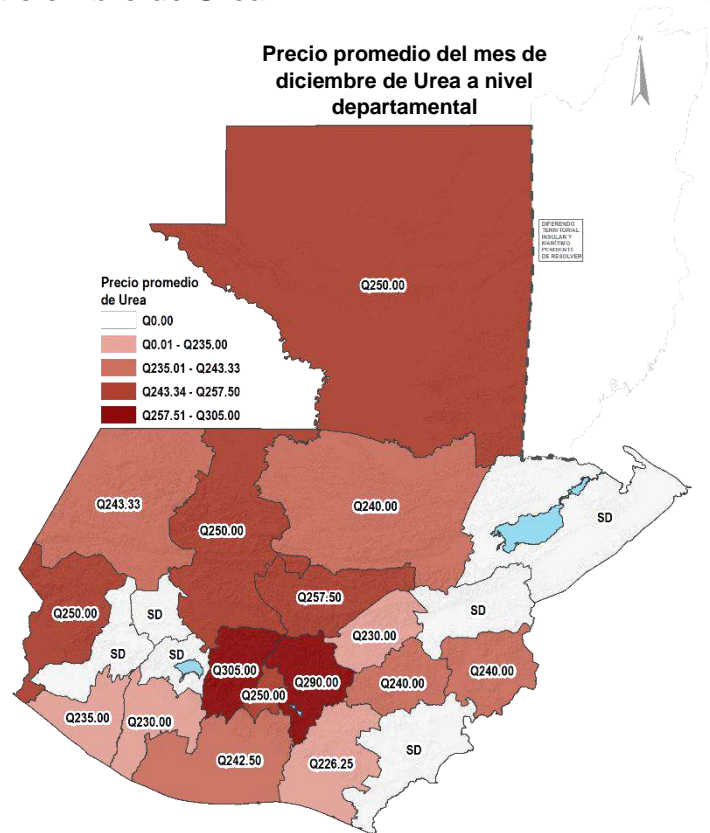 Precio promedio del mes de
diciembre de Urea a nivel
departamental
N
DIFERENDO
TERRITORIAL
INSULAR Y
MARÍTIMO
PENDIENTE
DE RESOLVER
Q250.00
Precio promedio
de Urea
Q0.00
Q0.01 - Q235.00
Q235.01 - Q243.33
Q243.34 - Q257.50
Q257.51 - Q305.00
Q243.33
Q240.00
Q250.00
SD
Q257.50
Q250.00
SD
SD
Q230.00
SD
SD
Q305.00
Q290.00
Q240.00
Q240.00
Q250.00
Q235.00
Q230.00
SD
Q242.50
Q226.25